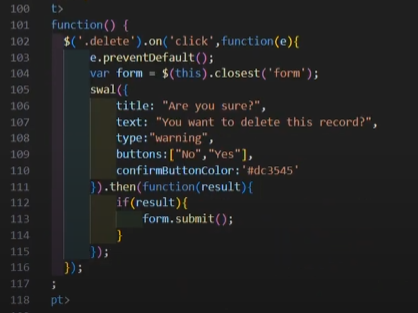 100 t>
101 function() {
102 $('.delete').on('click',function(e){
103 e.preventDefault();
104 var form = $(this).closest('form');
105 swal({
106 title: "Are you sure?",
107 text: "You want to delete this record?",
108 type:"warning",
109 buttons:["No","Yes"],
110 confirmButtonColor:'#dc3545'
111 }).then(function(result){
112 if(result){
113 form.submit();
114 }
115 });
116 });
117 ;
118 pt>